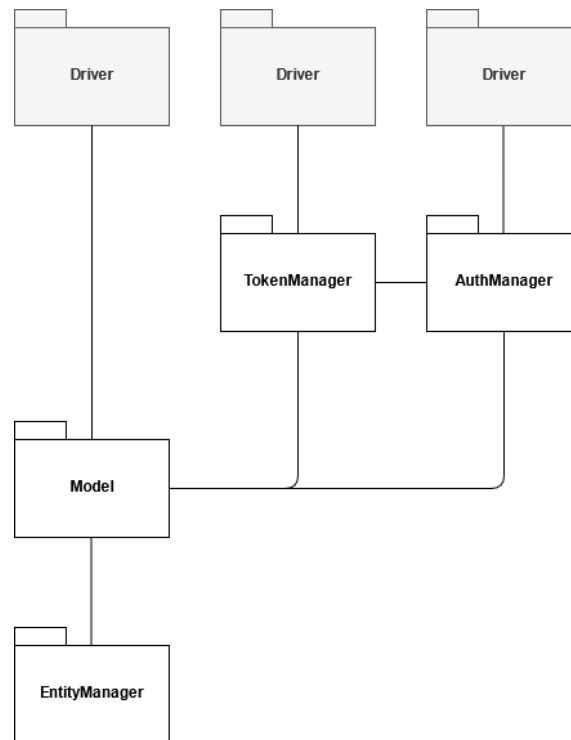 Driver
Driver
Driver
TokenManager
AuthManager
Model
EntityManager